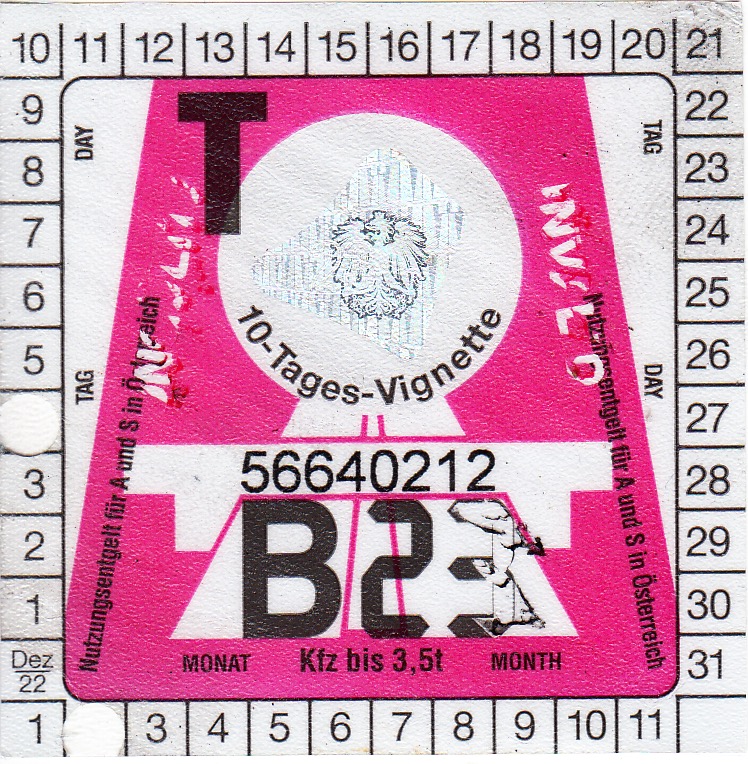 10 11 12 13 14 15 16 17 18 19 20 21
9 22
8 23
7 24
6 25
5 26
27
3 28
2 29
1 30
Dez 22 31
1 3 4 5 6 7 8 9 10 11
DAY
TAG
TAG
DAY
T
10-Tages-Vignette
56640212
B23
MONAT Kfz bis 3,5t MONTH
Nutzungsentgelt für A und S in Österreich
Nutzungsentgelt für A und S in Österreich